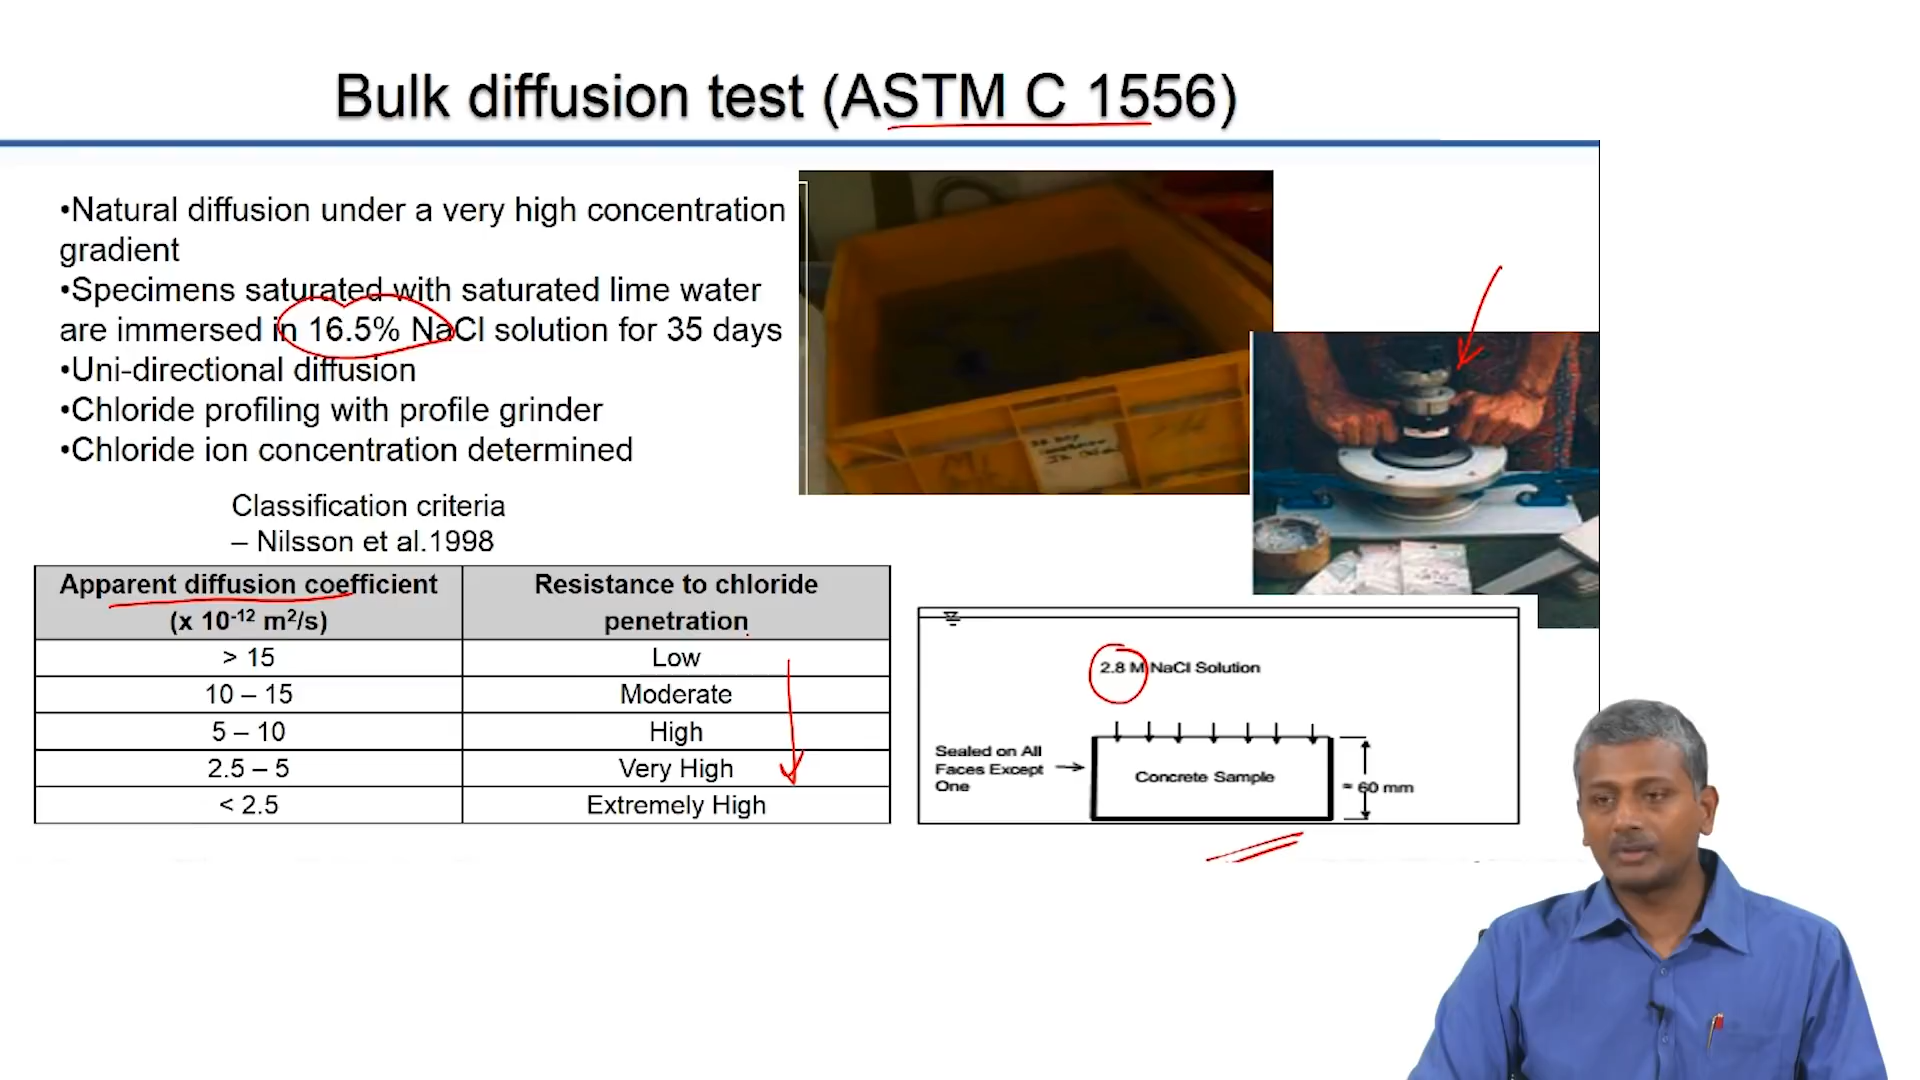 Bulk diffusion test (ASTM C 1556)
•Natural diffusion under a very high concentration
gradient
•Specimens saturated with saturated lime water
are immersed in 16.5% NaCl solution for 35 days
•Uni-directional diffusion
•Chloride profiling with profile grinder
•Chloride ion concentration determined
Classification criteria
– Nilsson et al.1998
Apparent diffusion coefficient
(x 10⁻¹² m²/s)
Resistance to chloride
penetration
> 15
Low
10 – 15
Moderate
5 – 10
High
2.5 – 5
Very High
< 2.5
Extremely High
2.8 M NaCl Solution
Sealed on All
Faces Except
One
Concrete Sample
≈ 60 mm